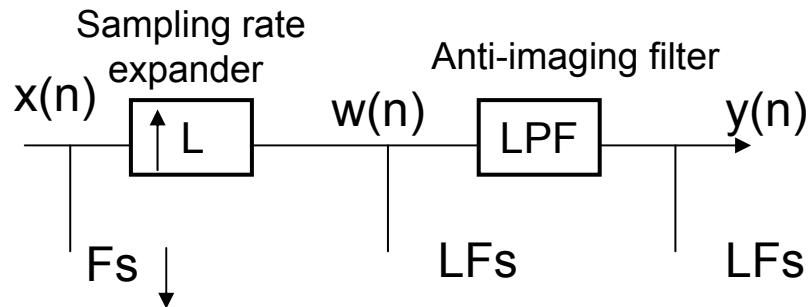 Sampling rate
expander
Anti-imaging filter
x(n)
L
w(n)
LPF
y(n)
Fs
LFs
LFs